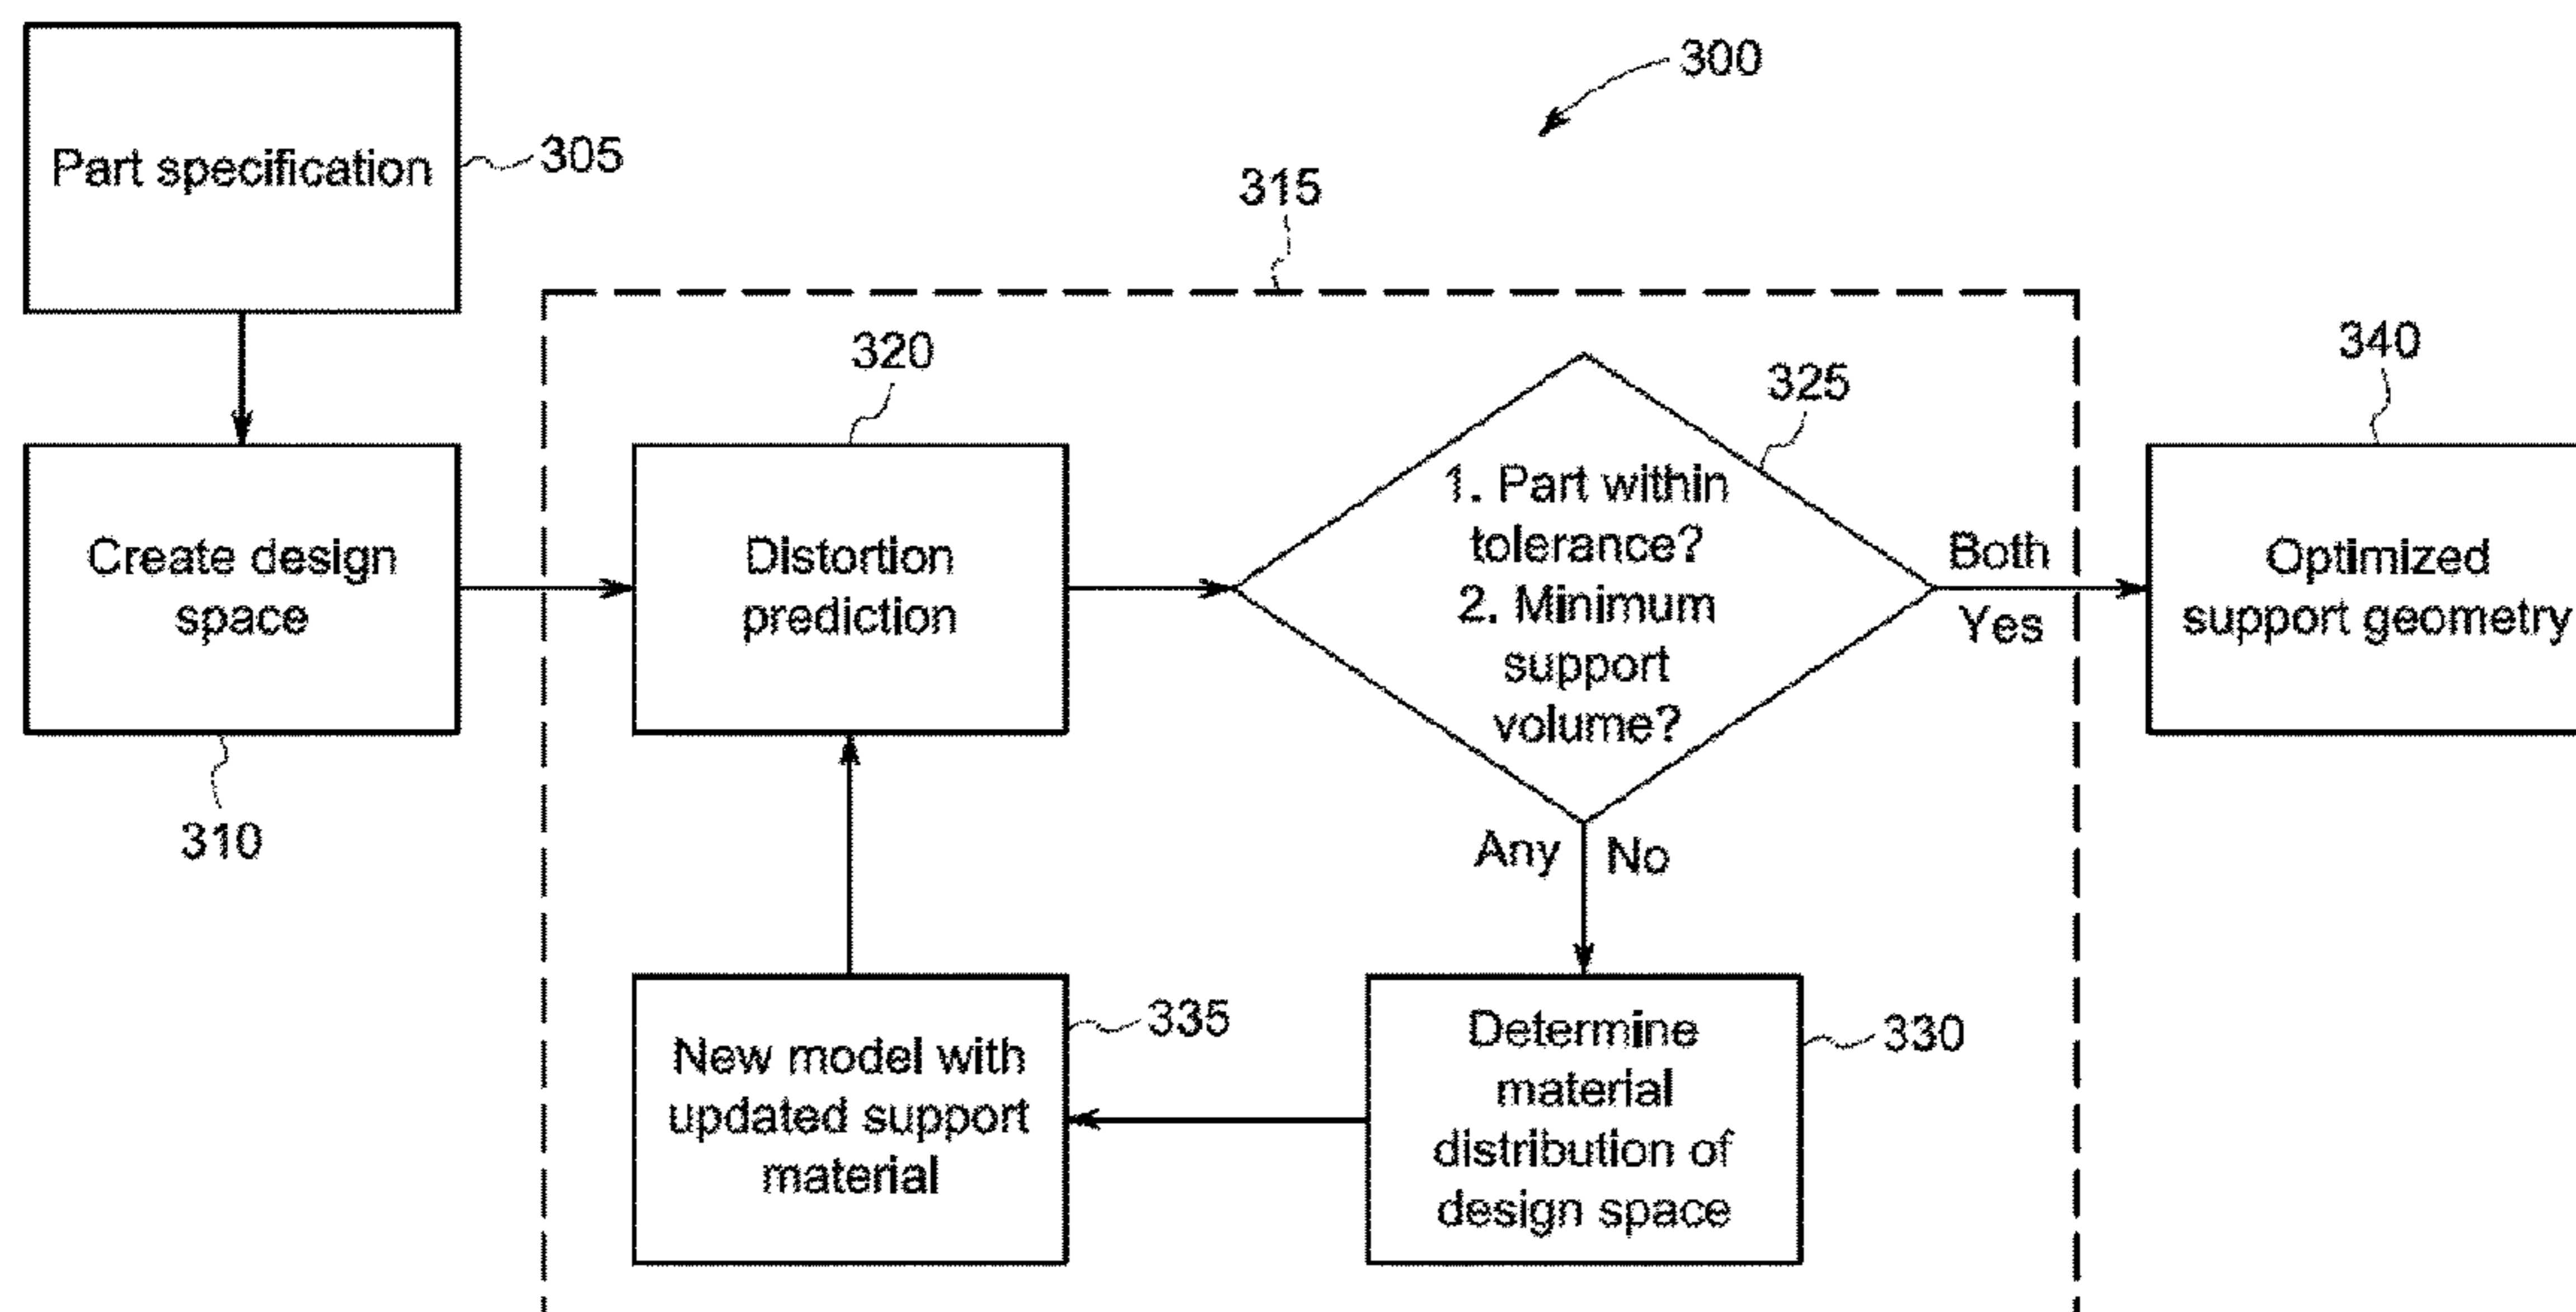 300
Part specification
305
315
320
325
340
Create design
space
310
Distortion
prediction
1. Part within
tolerance?
2. Minimum
support
volume?
Both
Yes
Optimized
support geometry
Any No
New model with
updated support
material
335
Determine
material
distribution of
design space
330